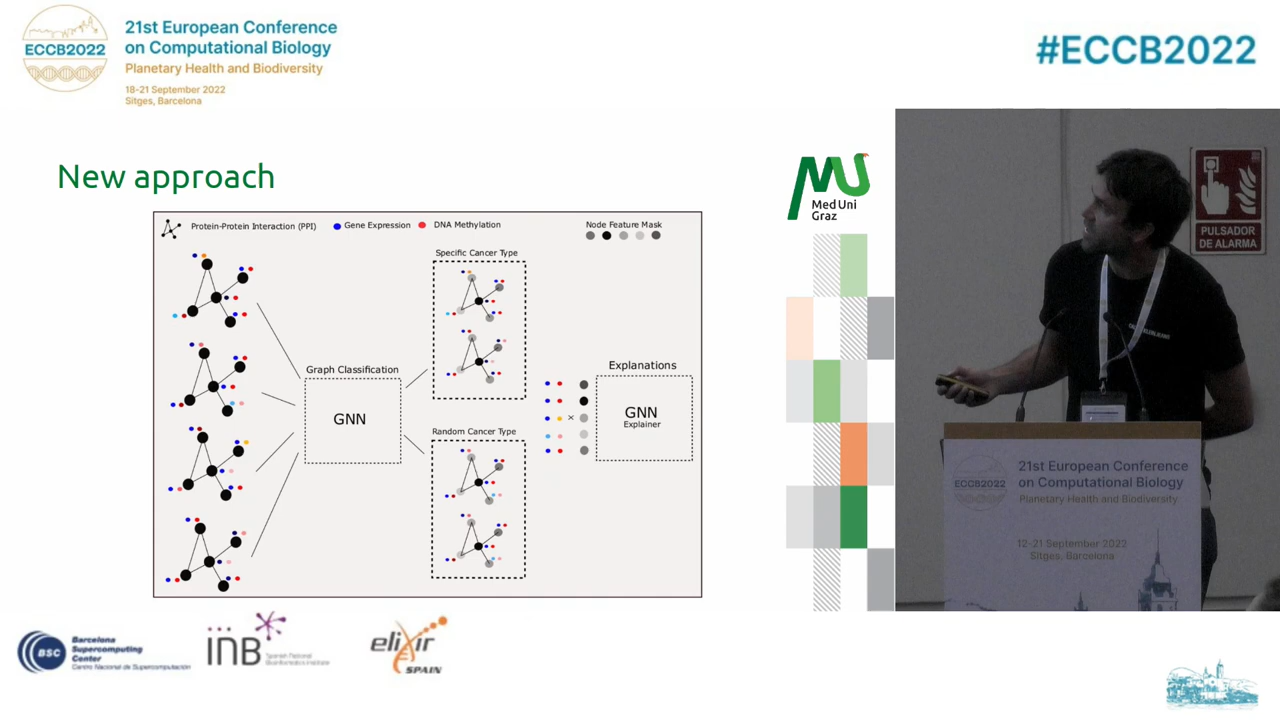 ECCB2022
21st European Conference
on Computational Biology
Planetary Health and Biodiversity
18-21 September 2022
Sitges, Barcelona
#ECCB2022
New approach
Med Uni
Graz
Protein-Protein Interaction (PPI)
Gene Expression
DNA Methylation
Node Feature Mask
Specific Cancer Type
Graph Classification
GNN
Random Cancer Type
×
Explanations
GNN
Explainer
PULSADOR
DE ALARMA
ECCB2022
21st European Conference
on Computational Biology
Planetary Health and Biodiversity
12-21 September 2022
Sitges, Barcelona
BSC
Barcelona
Supercomputing
Center
Centro Nacional de Supercomputación
INB
Spanish National
Bioinformatics Institute
elixir
SPAIN